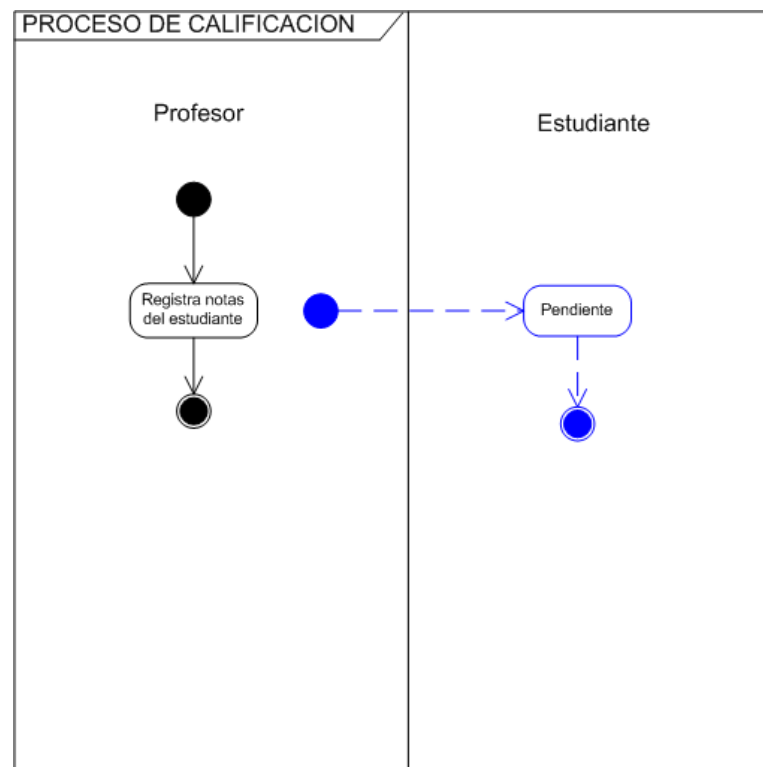 PROCESO DE CALIFICACION
Profesor
Estudiante
Registra notas
del estudiante
Pendiente